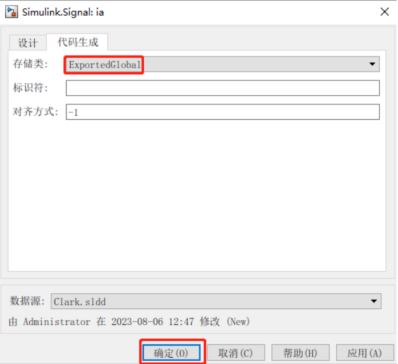 Simulink.Signal: ia
设计 代码生成
存储类: ExportedGlobal
标识符:
对齐方式: -1
数据源: Clark.sldd
由 Administrator 在 2023-08-06 12:47 修改 (New)
确定(O) 取消(C) 帮助(H) 应用(A)